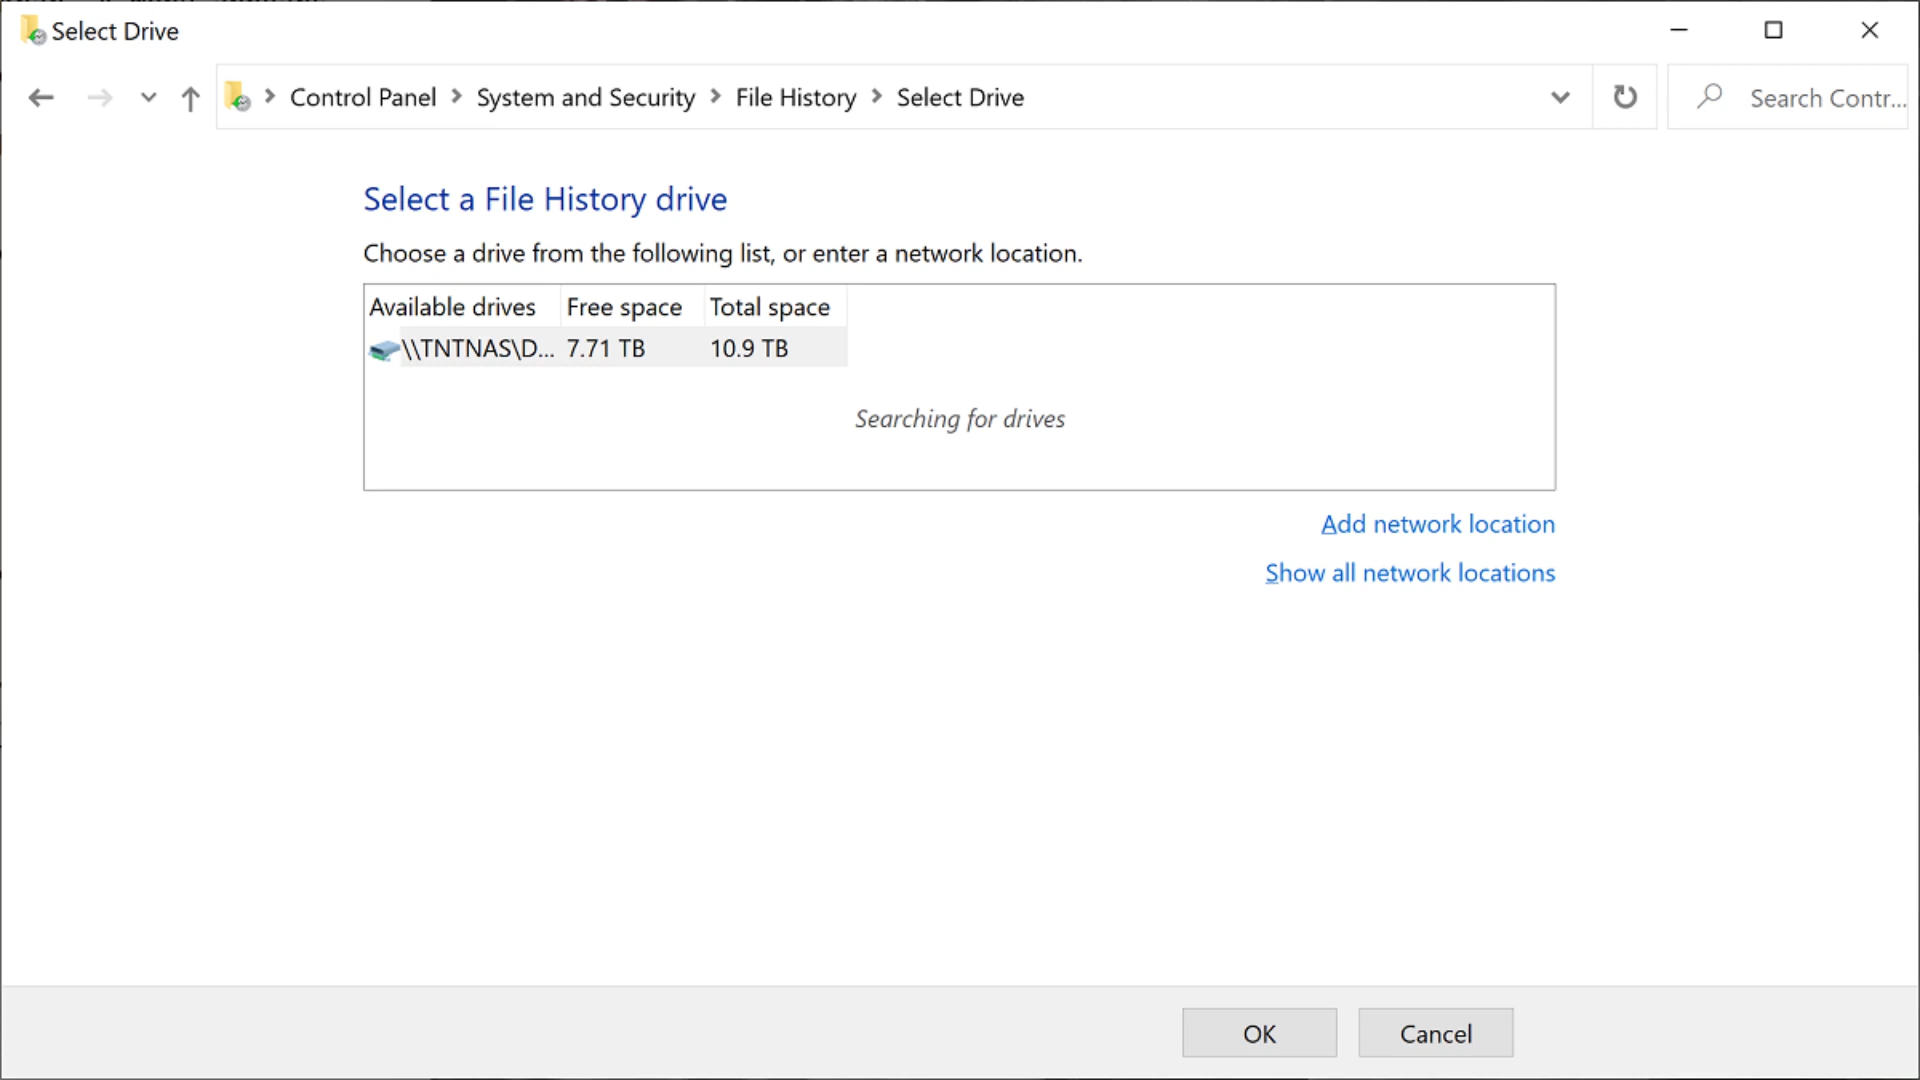 Select Drive
Control Panel > System and Security > File History > Select Drive
Search Contr...
Select a File History drive
Choose a drive from the following list, or enter a network location.
Available drives Free space Total space
\\TNTNAS\D... 7.71 TB 10.9 TB
Searching for drives
Add network location
Show all network locations
OK Cancel